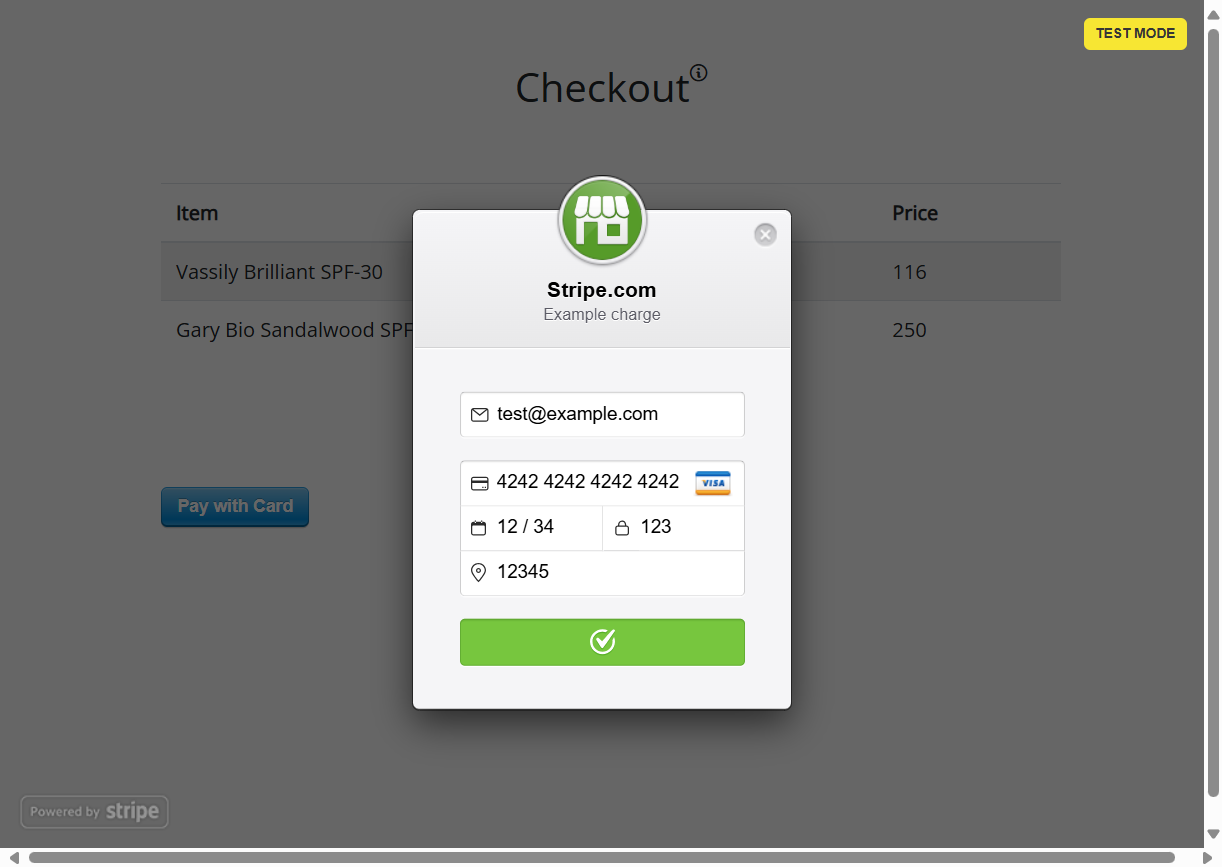 TEST MODE
Checkout
Item Price
Vassily Brilliant SPF-30 116
Gary Bio Sandalwood SPF 250
Stripe.com
Example charge
test@example.com
4242 4242 4242 4242 VISA
12 / 34 123
12345
Pay with Card
Powered by stripe